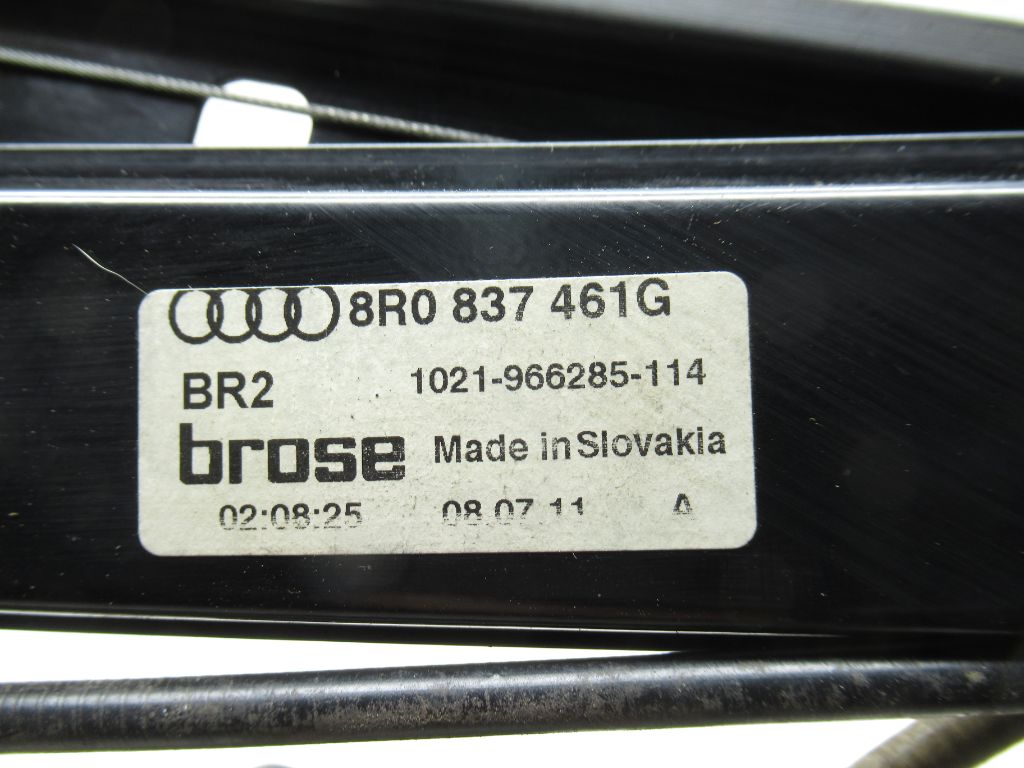 8R0 837 461G
BR2 1021-966285-114
brose Made in Slovakia
02:08:25 08.07.11 A